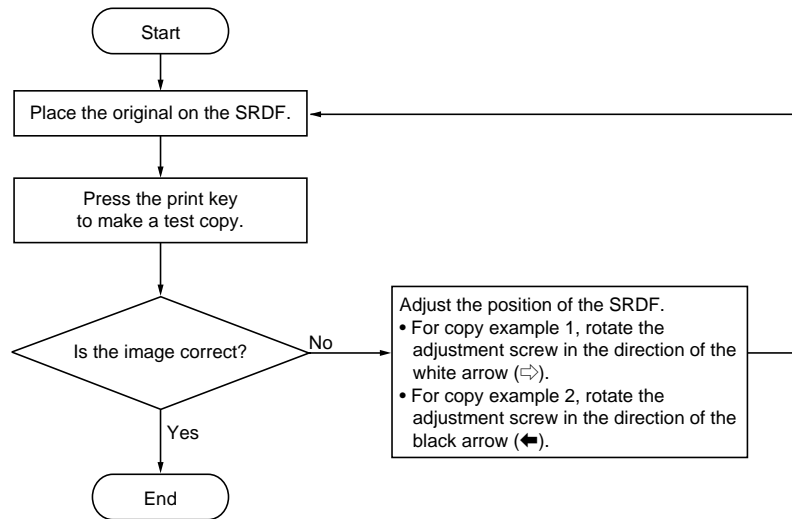 Start
Place the original on the SRDF.
Press the print key
to make a test copy.
Is the image correct?
No
Adjust the position of the SRDF.
• For copy example 1, rotate the
adjustment screw in the direction of the
white arrow (⇨).
• For copy example 2, rotate the
adjustment screw in the direction of the
black arrow (⬅).
Yes
End